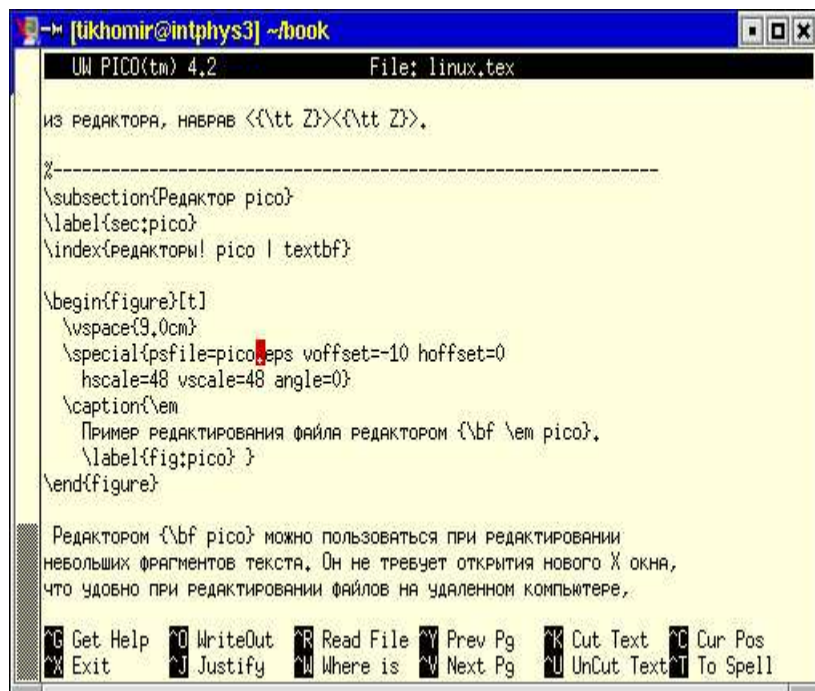 [tikhomir@intphys3] ~/book
UW PICO(tm) 4.2 File: linux.tex
из редактора, набрав <{\tt Z}><{\tt Z}>.
%---------------------------------------------------------------
\subsection{Редактор pico}
\label{sec:pico}
\index{редакторы! pico | textbf}
\begin{figure}[t]
\vspace{9.0cm}
\special{psfile=pico.eps voffset=-10 hoffset=0
hscale=48 vscale=48 angle=0}
\caption{\em
Пример редактирования файла редактором {\bf \em pico}.
\label{fig:pico} }
\end{figure}
Редактором {\bf pico} можно пользоваться при редактировании
небольших фрагментов текста. Он не требует открытия нового X окна,
что удобно при редактировании файлов на удаленном компьютере,
^G Get Help ^O WriteOut ^R Read File ^Y Prev Pg ^K Cut Text ^C Cur Pos
^X Exit ^J Justify ^W Where is ^V Next Pg ^U UnCut Text ^T To Spell